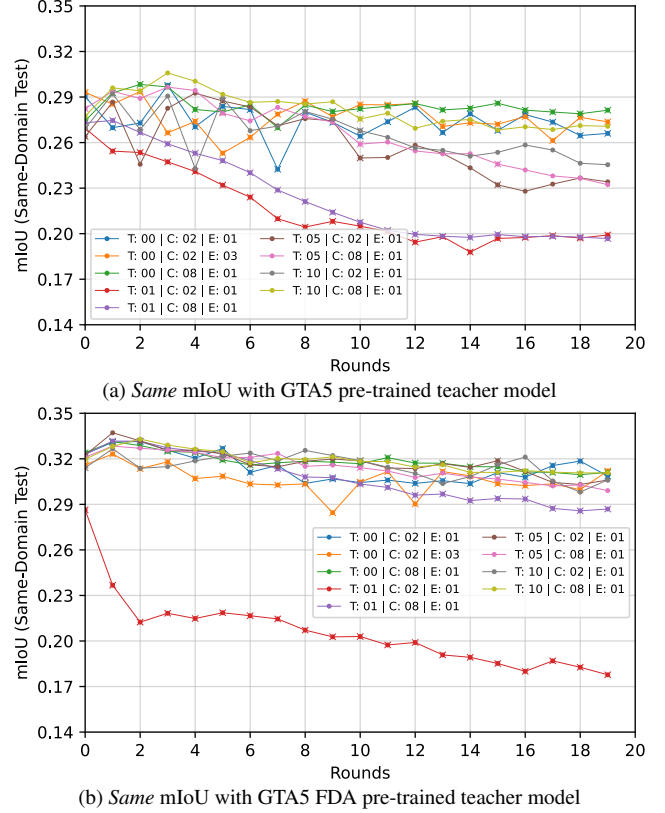 0.35
0.32
0.29
0.26
0.23
0.20
0.17
0.14
mIoU (Same-Domain Test)
T: 00 | C: 02 | E: 01
T: 00 | C: 02 | E: 03
T: 00 | C: 08 | E: 01
T: 01 | C: 02 | E: 01
T: 01 | C: 08 | E: 01
T: 05 | C: 02 | E: 01
T: 05 | C: 08 | E: 01
T: 10 | C: 02 | E: 01
T: 10 | C: 08 | E: 01
0 2 4 6 8 10 12 14 16 18 20
Rounds
(a) Same mIoU with GTA5 pre-trained teacher model
0.35
0.32
0.29
0.26
0.23
0.20
0.17
0.14
mIoU (Same-Domain Test)
T: 00 | C: 02 | E: 01
T: 00 | C: 02 | E: 03
T: 00 | C: 08 | E: 01
T: 01 | C: 02 | E: 01
T: 01 | C: 08 | E: 01
T: 05 | C: 02 | E: 01
T: 05 | C: 08 | E: 01
T: 10 | C: 02 | E: 01
T: 10 | C: 08 | E: 01
0 2 4 6 8 10 12 14 16 18 20
Rounds
(b) Same mIoU with GTA5 FDA pre-trained teacher model